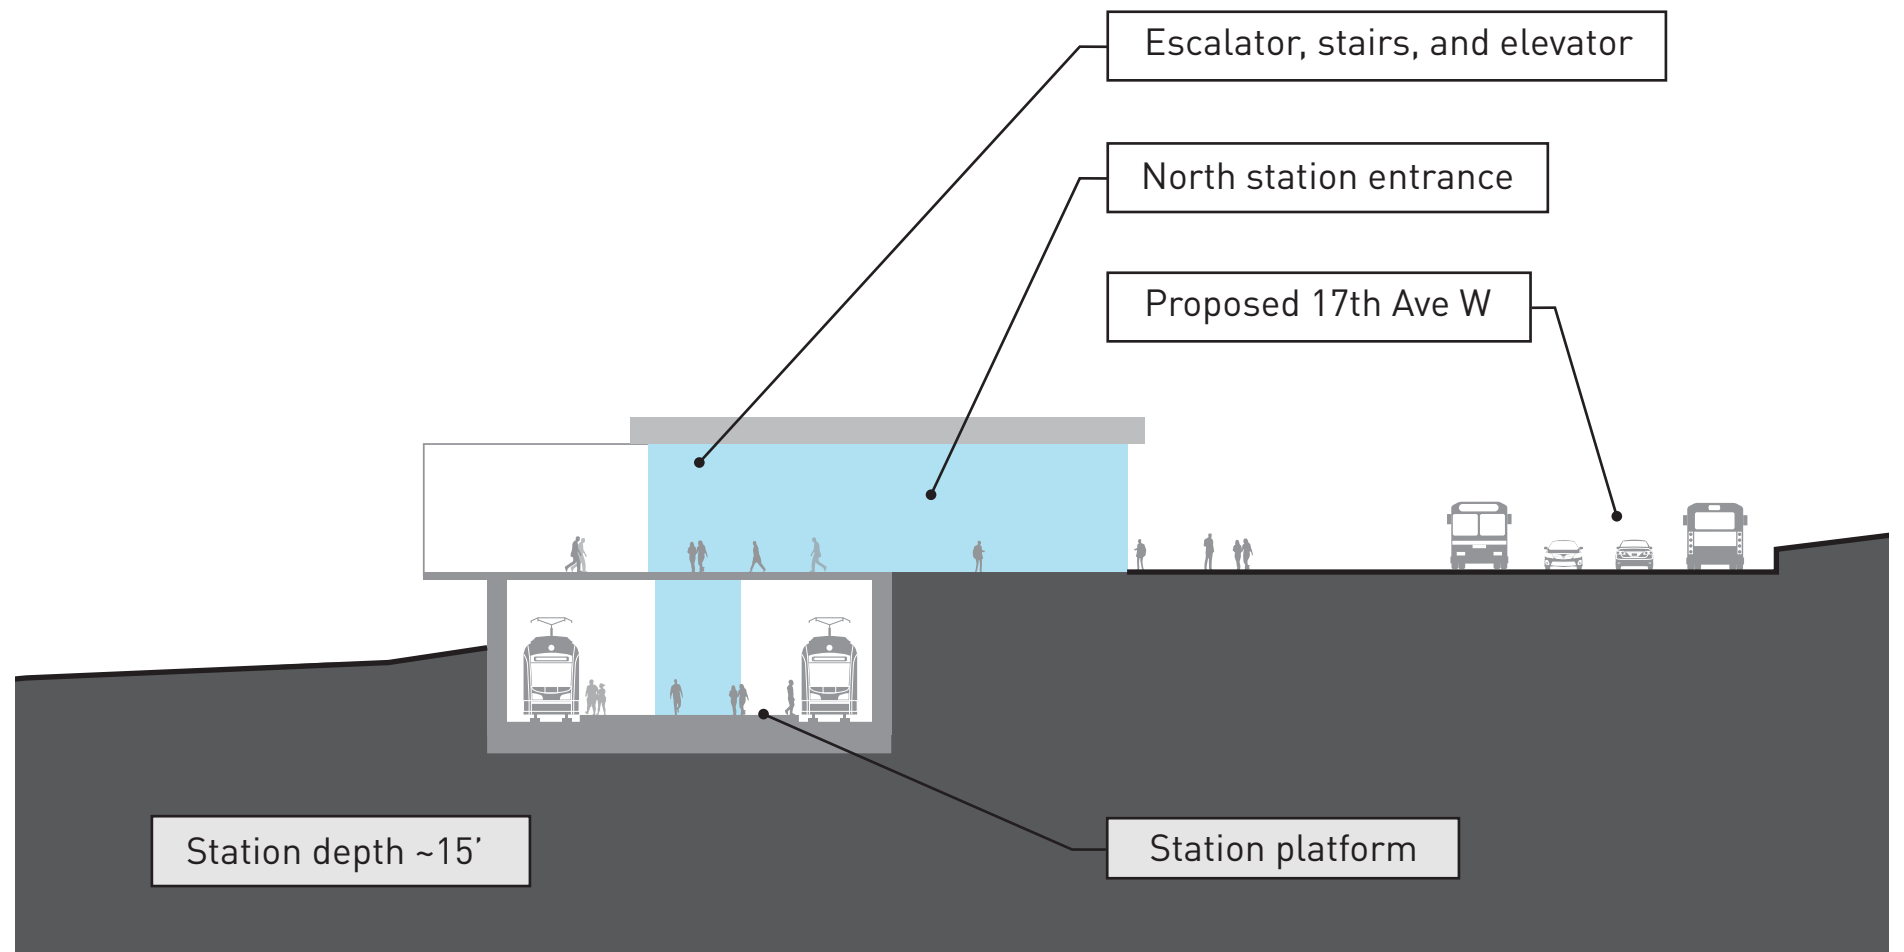 Escalator, stairs, and elevator
North station entrance
Proposed 17th Ave W
Station depth ~15’
Station platform